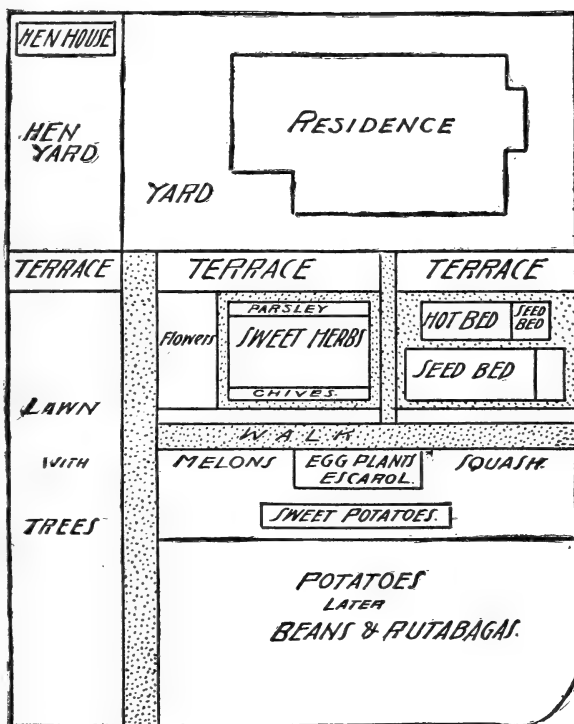 HEN HOUSE
HEN
YARD
RESIDENCE
YARD
TERRACE
TERRACE
TERRACE
Flowers
PARSLEY
SWEET HERBS
CHIVES.
HOT BED
SEED
BED
SEED BED
LAWN
WITH
TREES
WALK
MELONS
EGG PLANTS
ESCAROL.
SQUASH.
SWEET POTATOES.
POTATOES
LATER
BEANS & RUTABAGAS.